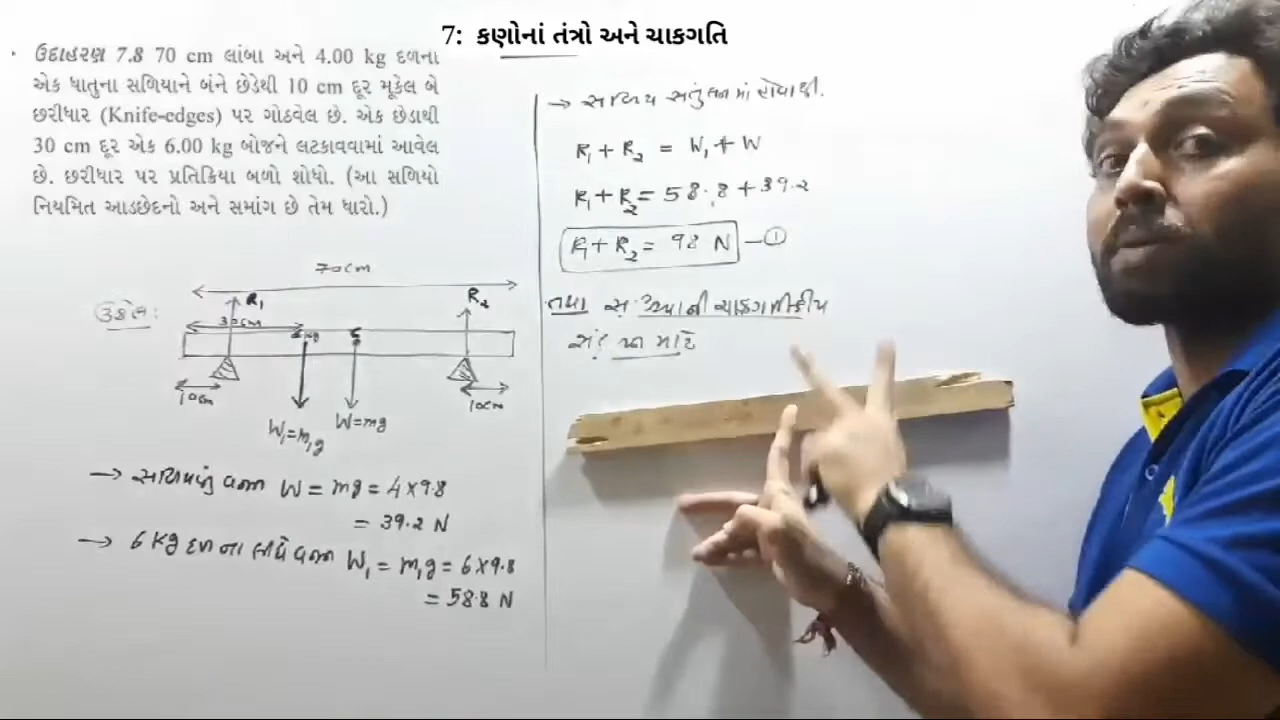 7: કણોનાં તંત્રો અને ચાકગતિ
ઉદાહરણ 7.8 70 cm લાંબા અને 4.00 kg દળના
એક ધાતુના સળિયાને બંને છેડેથી 10 cm દૂર મૂકેલ બે
છરીધાર (Knife-edges) પર ગોઠવેલ છે. એક છેડાથી
30 cm દૂર એક 6.00 kg બોજને લટકાવવામાં આવેલ
છે. છરીધાર પર પ્રતિક્રિયા બળો શોધો. (આ સળિયો
નિયમિત આડછેદનો અને સમાંગ છે તેમ ધારો.)
ઉકેલ:
70cm
R₁
R₂
30cm
10cm
10cm
W₁=m₁g
W=mg
→ સળિયાનું વજન W = mg = 4×9.8
= 39.2 N
→ 6 kg દળ ના લીધે વજન W₁ = m₁g = 6×9.8
= 58.8 N
→ સળિયો સંતુલન માં હોવાથી.
R₁ + R₂ = W₁ + W
R₁ + R₂ = 58.8 + 39.2
R₁ + R₂ = 98 N —①
તથા
માટે